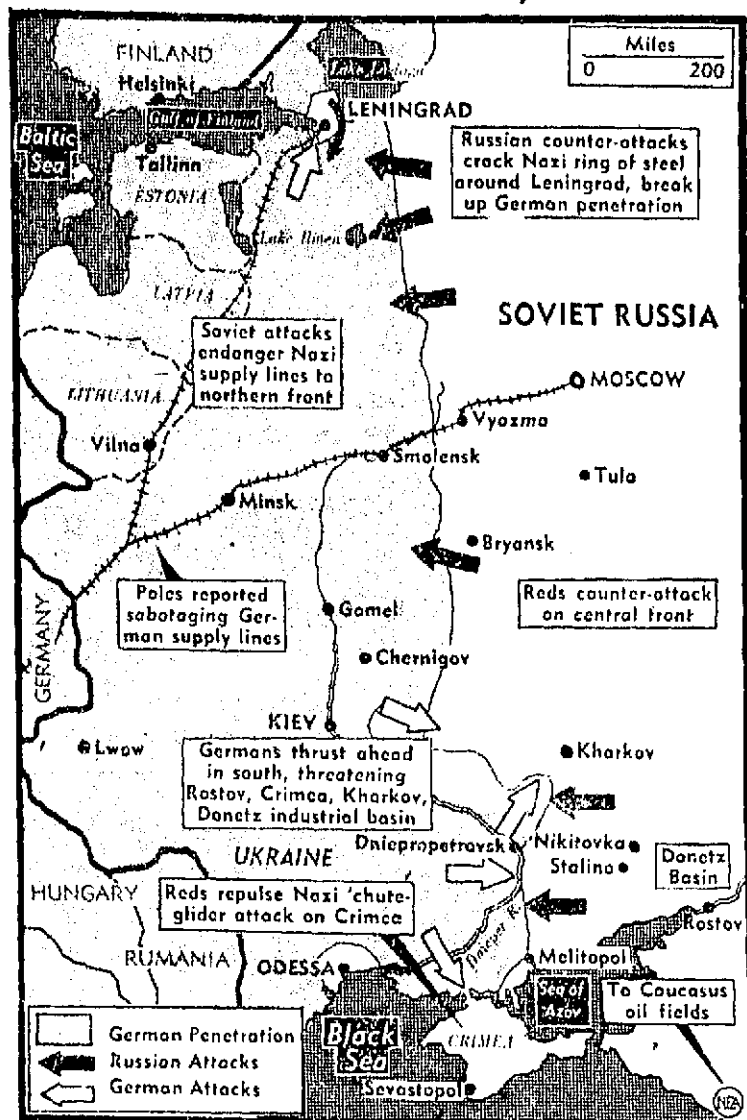 FINLAND
Helsinki
Miles
0 200
Gulf of Finland
LENINGRAD
Baltic
Sea
Tallinn
ESTONIA
Russian counter-attacks
crack Nazi ring of steel
around Leningrad, break
up German penetration
Lake Ilmen
LATVIA
SOVIET RUSSIA
Soviet attacks
endanger Nazi
supply lines to
northern front
LITHUANIA
MOSCOW
Vyazma
Vilna
Smolensk
Tula
Minsk
Bryansk
Poles reported
sabotaging Ger-
man supply lines
Reds counter-attack
on central front
Gomel
GERMANY
Chernigov
KIEV
Lwow
Kharkov
German's thrust ahead
in south, threatening
Rostov, Crimea, Kharkov,
Donetz industrial basin
Dniepropetrovsk
Nikitovka
Stalino
Donetz
Basin
UKRAINE
HUNGARY
Reds repulse Nazi 'chute-
glider attack on Crimea
Dnieper R.
Rostov
RUMANIA
ODESSA
Melitopol
Sea of
Azov
To Caucasus
oil fields
German Penetration
Russian Attacks
German Attacks
Black
Sea
CRIMEA
Sevastopol
NEA